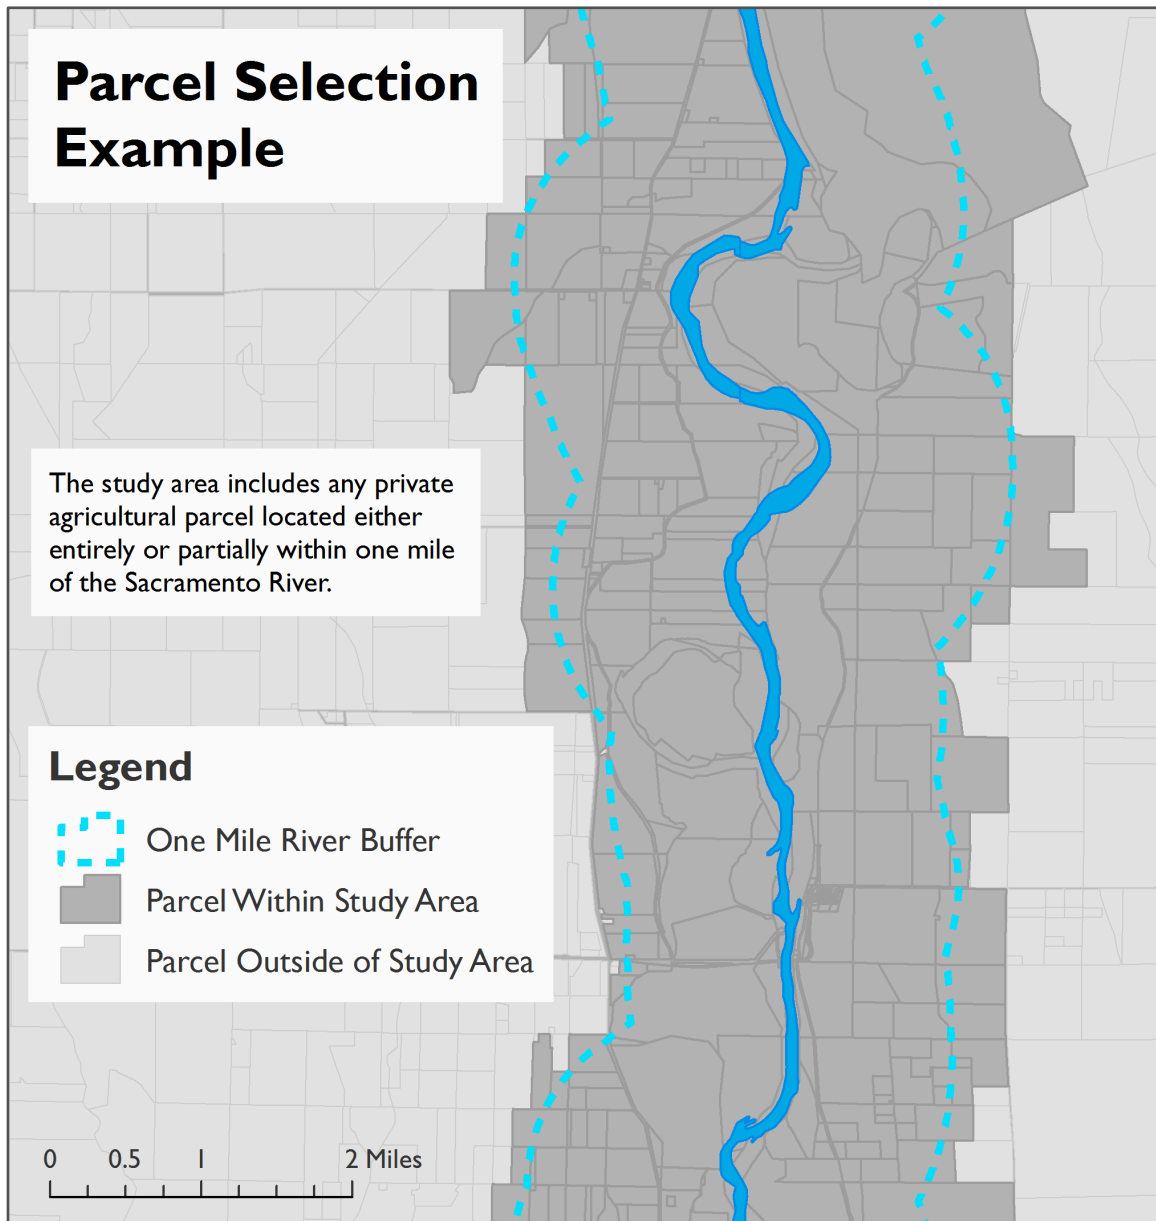 Parcel Selection
Example
The study area includes any private
agricultural parcel located either
entirely or partially within one mile
of the Sacramento River.
Legend
One Mile River Buffer
Parcel Within Study Area
Parcel Outside of Study Area
0 0.5 1 2 Miles